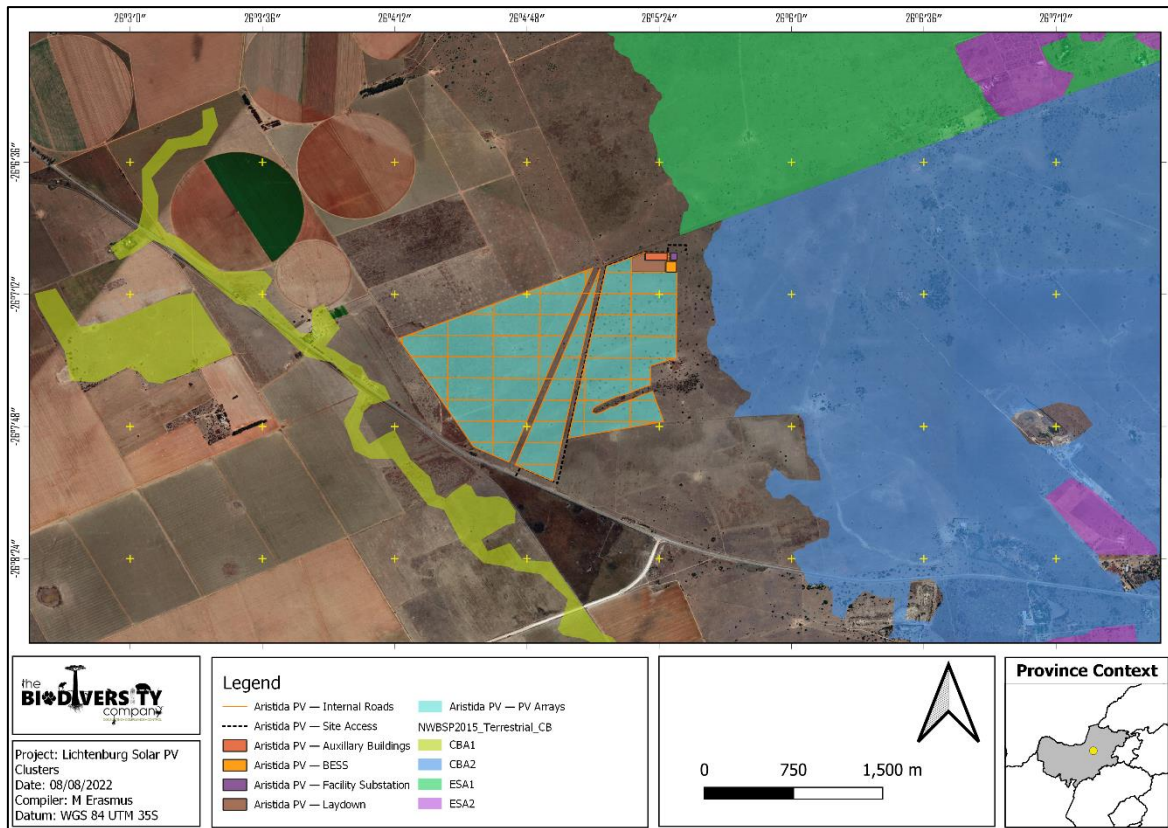 26°3'0" 26°3'36" 26°4'12" 26°4'48" 26°5'24" 26°6'0" 26°6'36" 26°7'12"
-26°6'36"
-26°7'12"
-26°7'48"
-26°8'24"
the
BIODIVERSITY
company
Project: Lichtenburg Solar PV
Clusters
Date: 08/08/2022
Compiler: M Erasmus
Datum: WGS 84 UTM 35S
Legend
Aristida PV — Internal Roads
Aristida PV — Site Access
Aristida PV — Auxillary Buildings
Aristida PV — BESS
Aristida PV — Facility Substation
Aristida PV — Laydown
Aristida PV — PV Arrays
NWBSP2015_Terrestrial_CB
CBA1
CBA2
ESA1
ESA2
0 750 1,500 m
Province Context